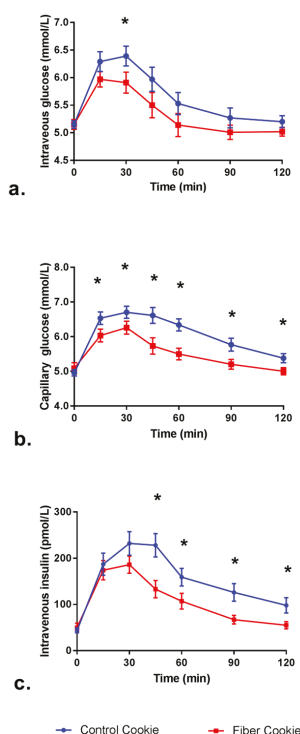 Intraveous glucose (mmol/L)
6.5
6.0
5.5
5.0
4.5
7.0
*
0
30
60
90
120
Time (min)
a.
Capillary glucose (mmol/L)
8.0
7.0
6.0
5.0
4.0
* * * * * *
0
30
60
90
120
Time (min)
b.
Intravenous insulin (pmol/L)
300
200
100
0
* * * *
0
30
60
90
120
Time (min)
c.
Control Cookie
Fiber Cookie